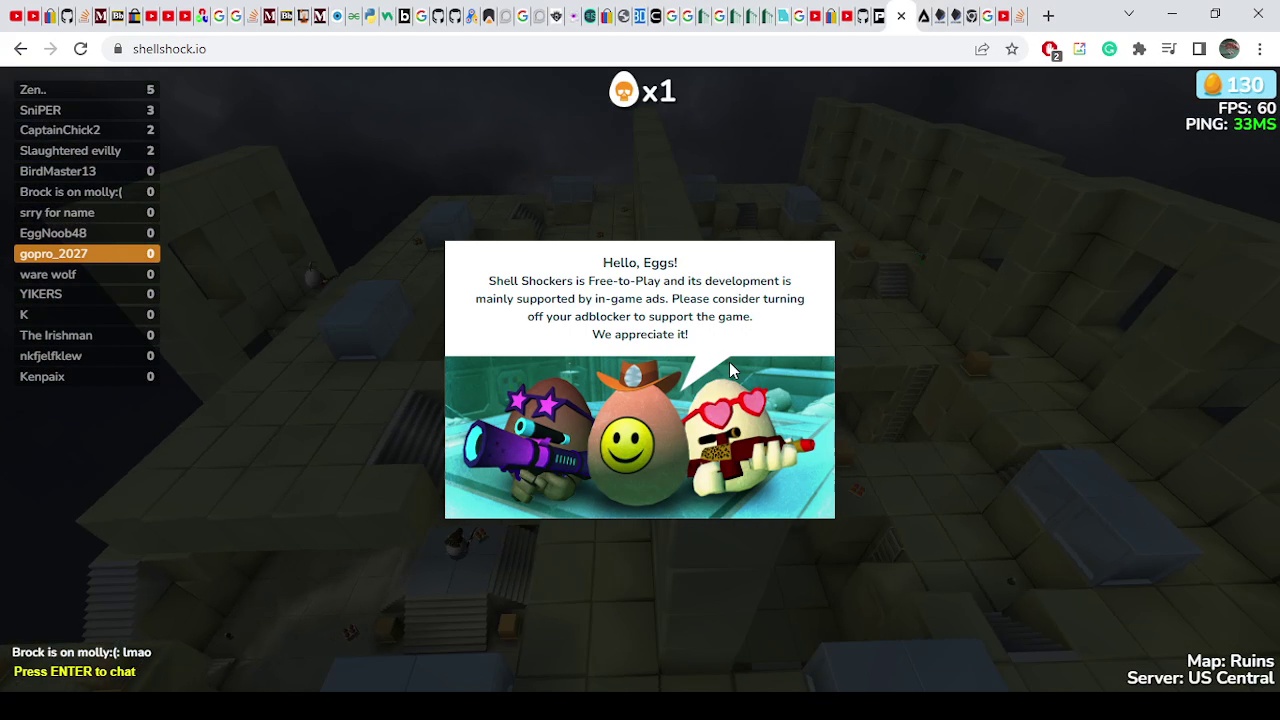 shellshock.io
2
Zen.. 5
SniPER 3
CaptainChick2 2
Slaughtered evilly 2
BirdMaster13 0
Brock is on molly:( 0
srry for name 0
EggNoob48 0
gopro_2027 0
ware wolf 0
YIKERS 0
K 0
The Irishman 0
nkfjelfklew 0
Kenpaix 0
x1
130
FPS: 60
PING: 33MS
Hello, Eggs!
Shell Shockers is Free-to-Play and its development is
mainly supported by in-game ads. Please consider turning
off your adblocker to support the game.
We appreciate it!
Brock is on molly:(: lmao
Press ENTER to chat
Map: Ruins
Server: US Central